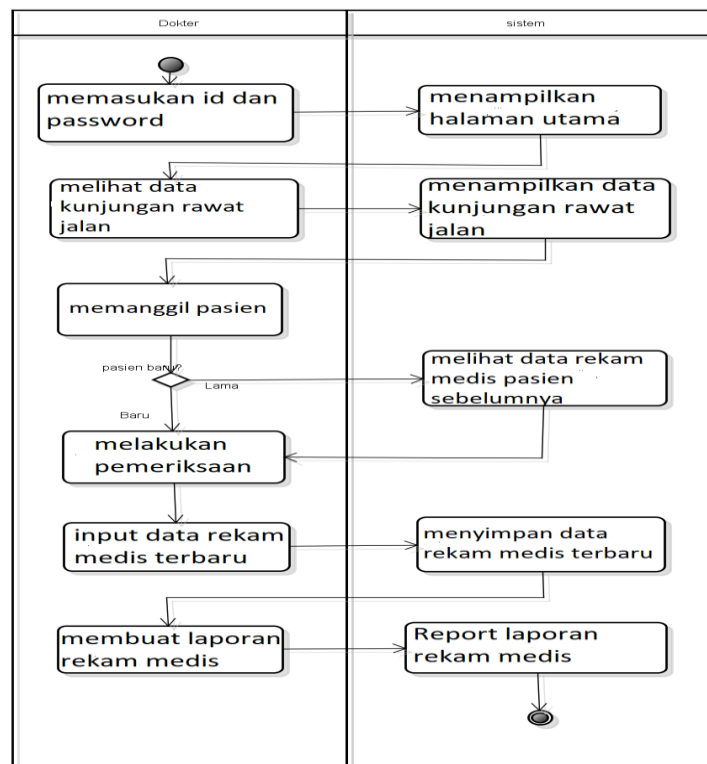 Dokter
sistem
memasukan id dan
password
menampilkan
halaman utama
melihat data
kunjungan rawat
jalan
menampilkan data
kunjungan rawat
jalan
memanggil pasien
pasien baru?
Lama
Baru
melihat data rekam
medis pasien
sebelumnya
melakukan
pemeriksaan
input data rekam
medis terbaru
menyimpan data
rekam medis terbaru
membuat laporan
rekam medis
Report laporan
rekam medis